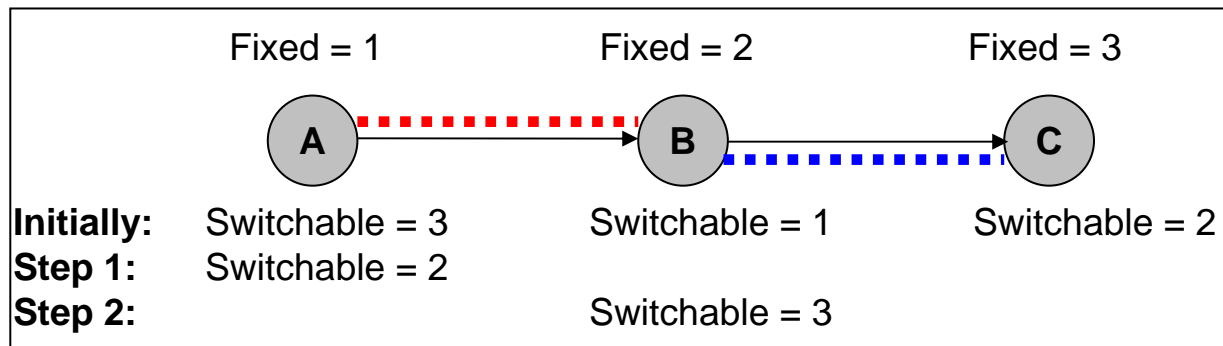 Fixed = 1 Fixed = 2 Fixed = 3
A B C
Initially: Switchable = 3 Switchable = 1 Switchable = 2
Step 1: Switchable = 2
Step 2: Switchable = 3